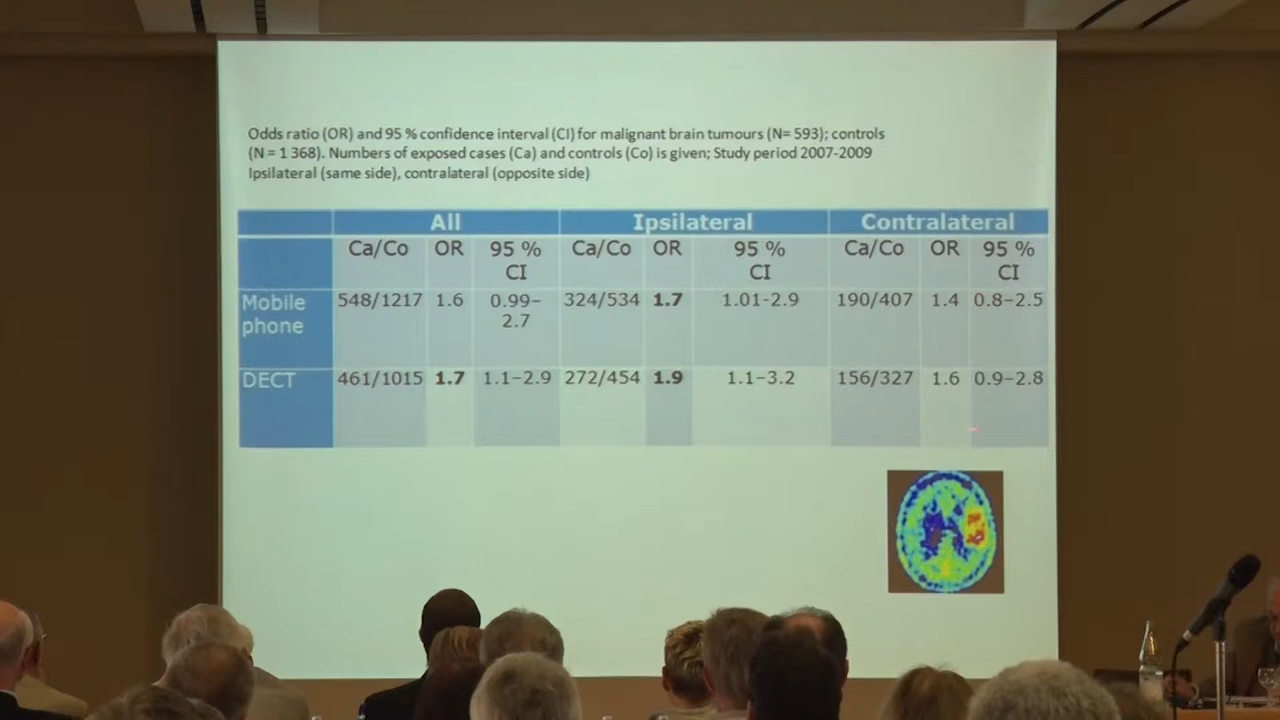 Odds ratio (OR) and 95 % confidence interval (CI) for malignant brain tumours (N= 593); controls
(N = 1 368). Numbers of exposed cases (Ca) and controls (Co) is given; Study period 2007-2009
Ipsilateral (same side), contralateral (opposite side)
All Ipsilateral Contralateral
Ca/Co OR 95 % CI Ca/Co OR 95 % CI Ca/Co OR 95 % CI
Mobile phone 548/1217 1.6 0.99–2.7 324/534 1.7 1.01-2.9 190/407 1.4 0.8–2.5
DECT 461/1015 1.7 1.1–2.9 272/454 1.9 1.1–3.2 156/327 1.6 0.9–2.8